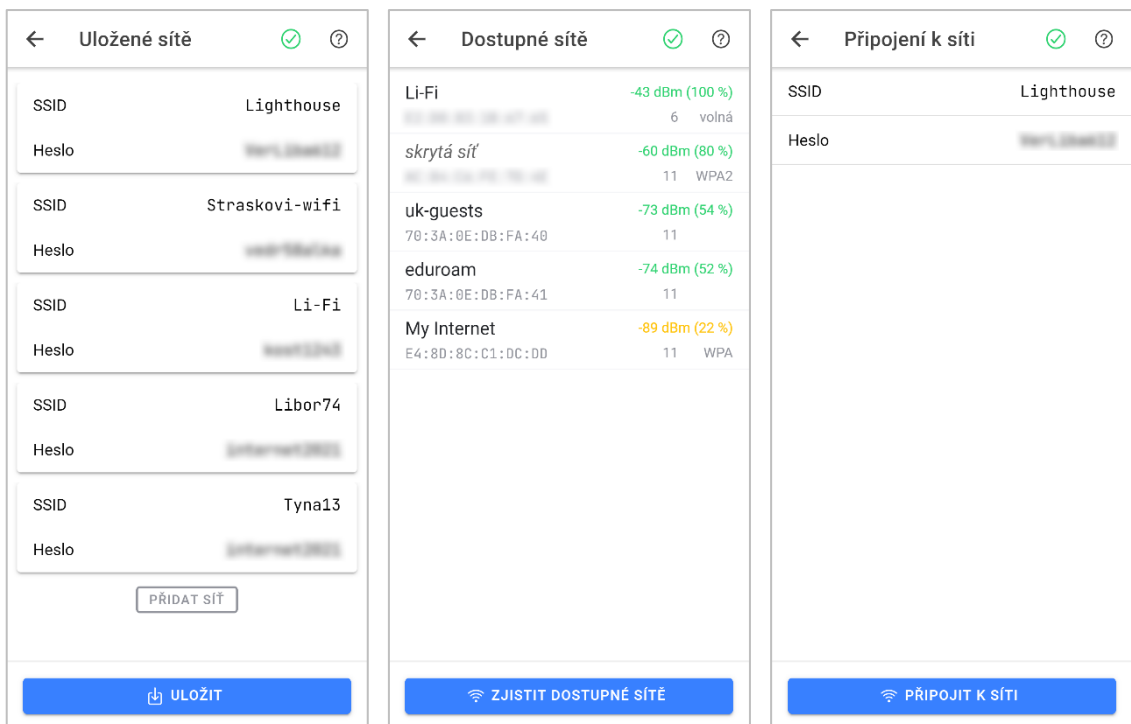 Uložené sítě
SSID Lighthouse
Heslo
SSID Straskovi-wifi
Heslo
SSID Li-Fi
Heslo
SSID Libor74
Heslo
SSID Tyna13
Heslo
PŘIDAT SÍŤ
ULOŽIT
Dostupné sítě
Li-Fi -43 dBm (100 %)
6 volná
skrytá síť -60 dBm (80 %)
11 WPA2
uk-guests -73 dBm (54 %)
70:3A:0E:DB:FA:40 11
eduroam -74 dBm (52 %)
70:3A:0E:DB:FA:41 11
My Internet -89 dBm (22 %)
E4:8D:8C:C1:DC:DD 11 WPA
ZJISTIT DOSTUPNÉ SÍTĚ
Připojení k síti
SSID Lighthouse
Heslo
PŘIPOJIT K SÍTI